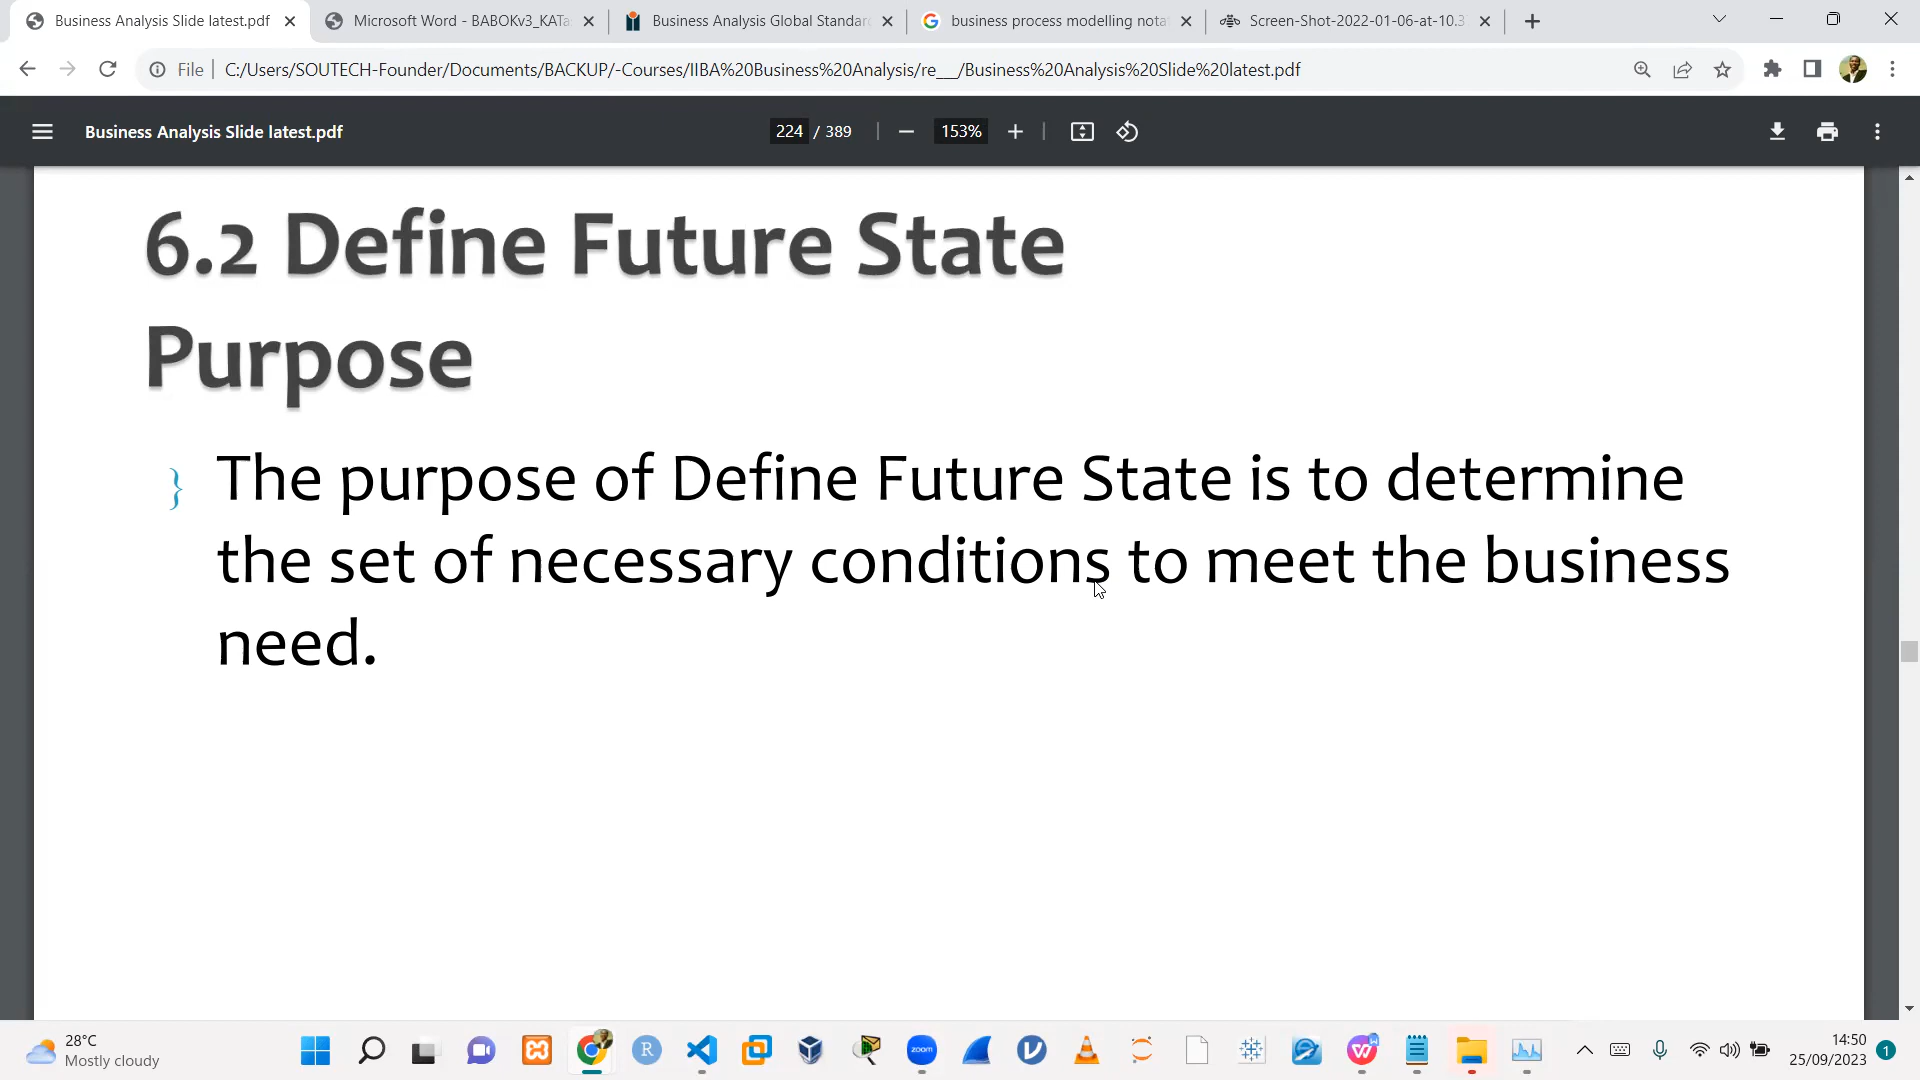 Business Analysis Slide latest.pdf
Microsoft Word - BABOKv3_KATa
Business Analysis Global Standar
business process modelling nota
Screen-Shot-2022-01-06-at-10.3
File
C:/Users/SOUTECH-Founder/Documents/BACKUP/-Courses/IIBA%20Business%20Analysis/re__/Business%20Analysis%20Slide%20latest.pdf
Business Analysis Slide latest.pdf
224 / 389
153%
6.2 Define Future State
Purpose
} The purpose of Define Future State is to determine
the set of necessary conditions to meet the business
need.
28°C
Mostly cloudy
R
zoom
14:50
25/09/2023
1